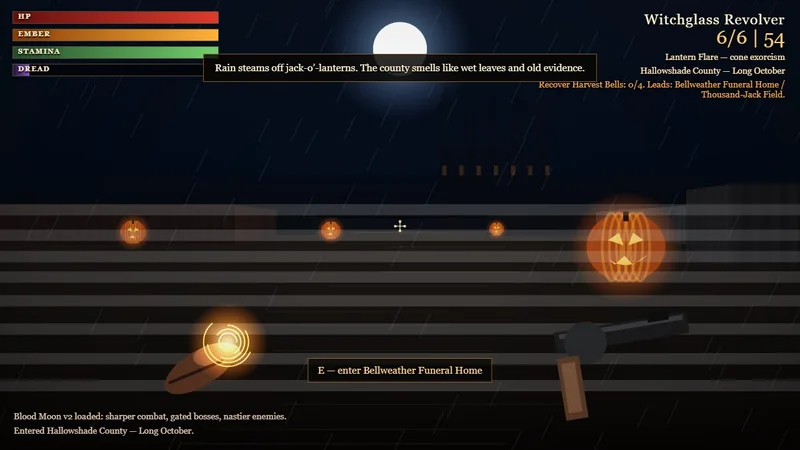 HP
EMBER
STAMINA
DREAD
Witchglass Revolver
6/6 | 54
Lantern Flare — cone exorcism
Hallowshade County — Long October
Recover Harvest Bells: 0/4. Leads: Bellweather Funeral Home /
Thousand-Jack Field.
Rain steams off jack-o'-lanterns. The county smells like wet leaves and old evidence.
E — enter Bellweather Funeral Home
Blood Moon v2 loaded: sharper combat, gated bosses, nastier enemies.
Entered Hallowshade County — Long October.